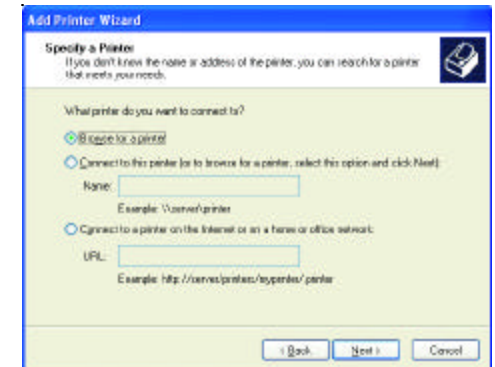 Add Printer Wizard
Specify a Printer
If you don't know the name or address of the printer, you can search for a printer
that meets your needs.
What printer do you want to connect to?
Browse for a printer
Connect to this printer (or to browse for a printer, select this option and click Next):
Name:
Example: \\server\printer
Connect to a printer on the Internet or on a home or office network:
URL:
Example: http://server/printers/myprinter/.printer
< Back
Next >
Cancel